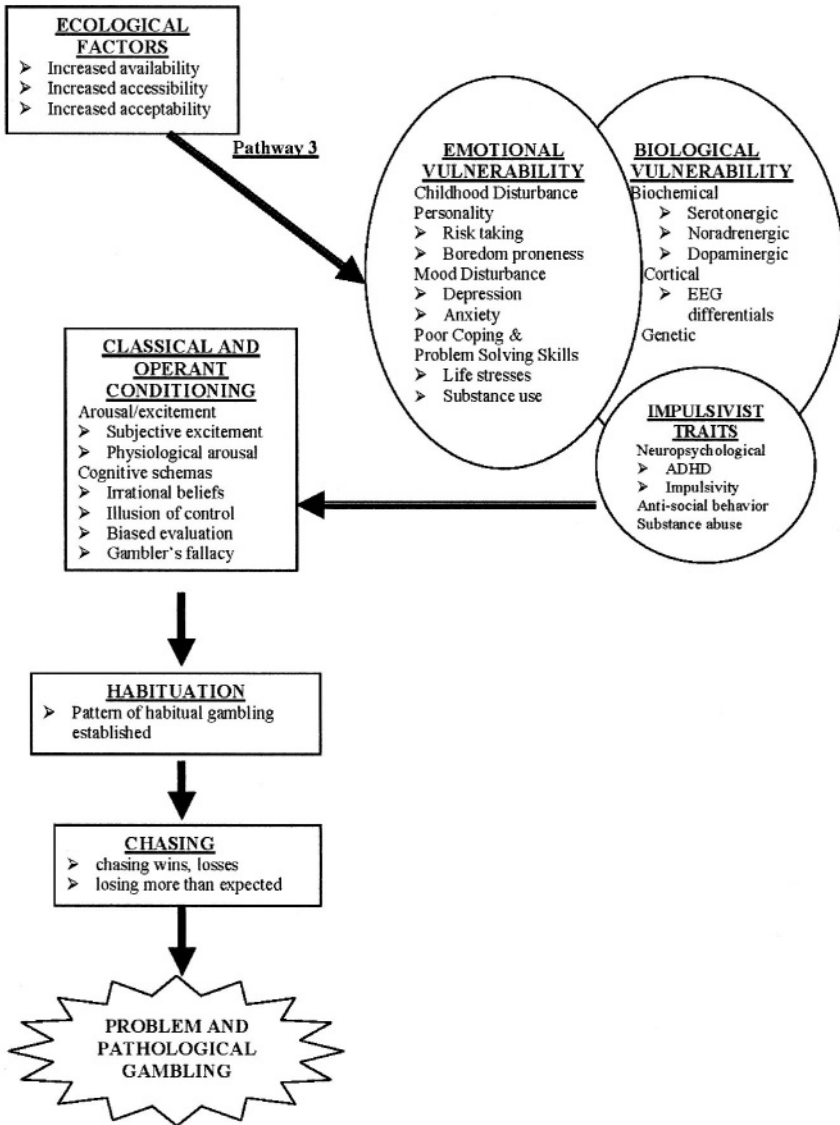 ECOLOGICAL
FACTORS
➢ Increased availability
➢ Increased accessibility
➢ Increased acceptability
Pathway 3
EMOTIONAL
VULNERABILITY
Childhood Disturbance
Personality
➢ Risk taking
➢ Boredom proneness
Mood Disturbance
➢ Depression
➢ Anxiety
Poor Coping &
Problem Solving Skills
➢ Life stresses
➢ Substance use
BIOLOGICAL
VULNERABILITY
Biochemical
➢ Serotonergic
➢ Noradrenergic
➢ Dopaminergic
Cortical
➢ EEG
differentials
Genetic
IMPULSIVIST
TRAITS
Neuropsychological
➢ ADHD
➢ Impulsivity
Anti-social behavior
Substance abuse
CLASSICAL AND
OPERANT
CONDITIONING
Arousal/excitement
➢ Subjective excitement
➢ Physiological arousal
Cognitive schemas
➢ Irrational beliefs
➢ Illusion of control
➢ Biased evaluation
➢ Gambler`s fallacy
HABITUATION
➢ Pattern of habitual gambling
established
CHASING
➢ chasing wins, losses
➢ losing more than expected
PROBLEM AND
PATHOLOGICAL
GAMBLING